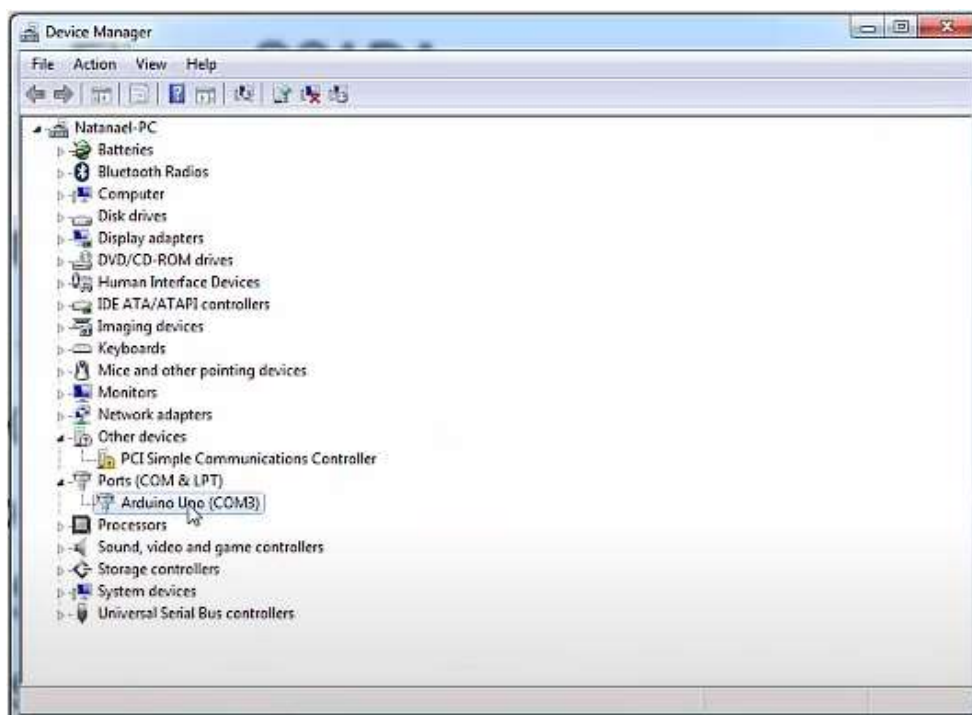 Device Manager
File Action View Help
Natanael-PC
Batteries
Bluetooth Radios
Computer
Disk drives
Display adapters
DVD/CD-ROM drives
Human Interface Devices
IDE ATA/ATAPI controllers
Imaging devices
Keyboards
Mice and other pointing devices
Monitors
Network adapters
Other devices
PCI Simple Communications Controller
Ports (COM & LPT)
Arduino Uno (COM3)
Processors
Sound, video and game controllers
Storage controllers
System devices
Universal Serial Bus controllers